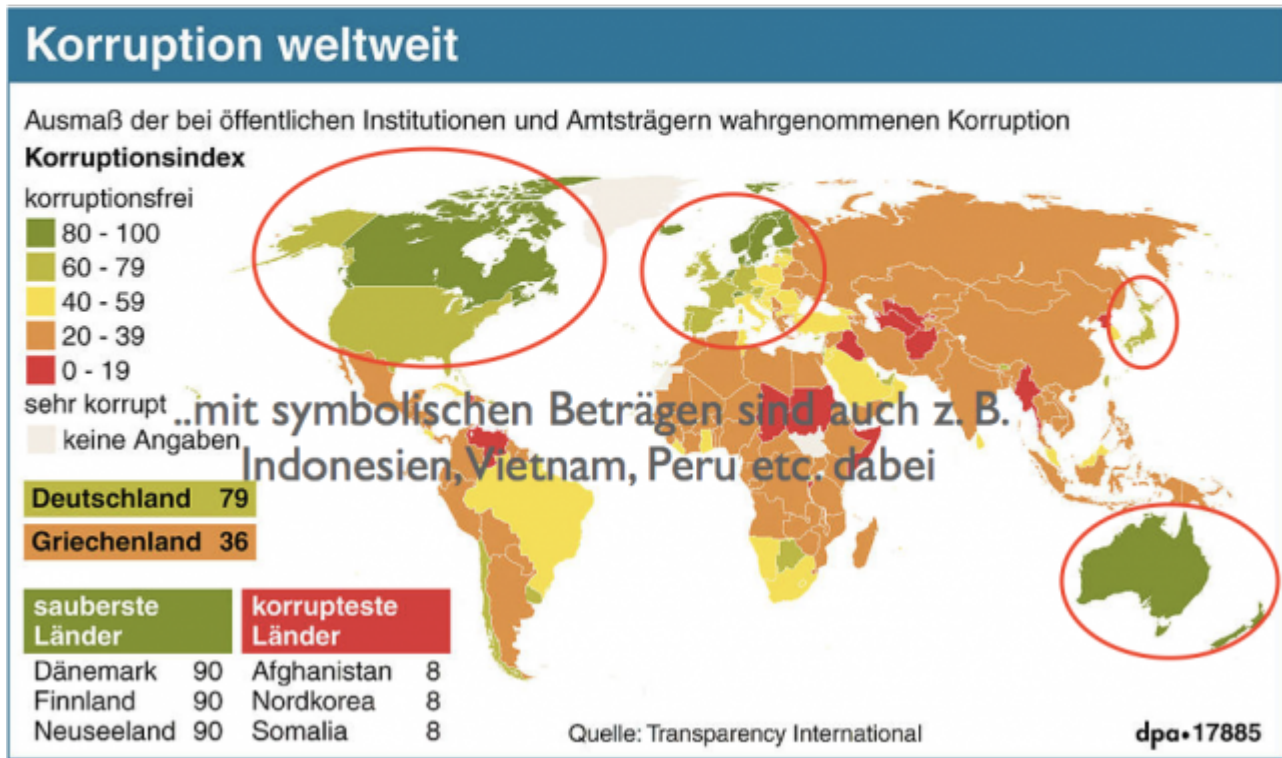 Korruption weltweit
Ausmaß der bei öffentlichen Institutionen und Amtsträgern wahrgenommenen Korruption
Korruptionsindex
korruptionsfrei
80 - 100
60 - 79
40 - 59
20 - 39
0 - 19
sehr korrupt
keine Angaben
...mit symbolischen Beträgen sind auch z. B.
Indonesien, Vietnam, Peru etc. dabei
Deutschland 79
Griechenland 36
sauberste
Länder
Dänemark 90
Finnland 90
Neuseeland 90
korrupteste
Länder
Afghanistan 8
Nordkorea 8
Somalia 8
Quelle: Transparency International
dpa•17885